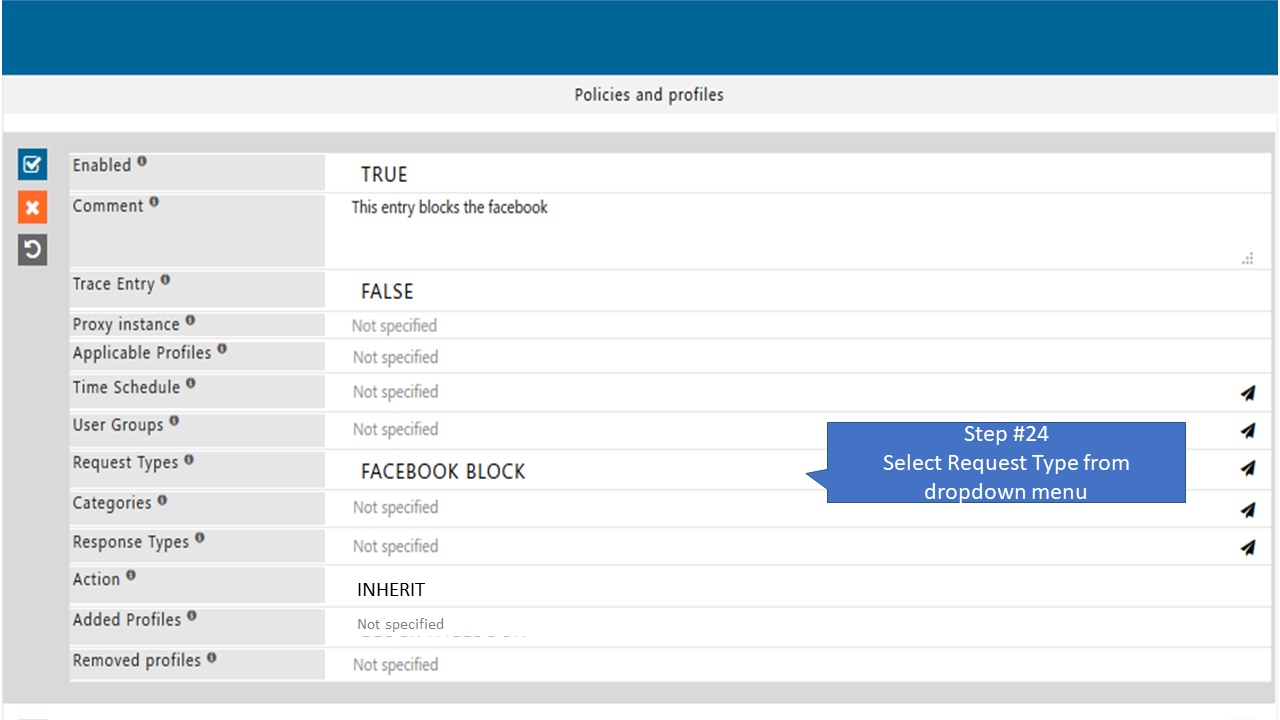 Policies and profiles
Enabled TRUE
Comment This entry blocks the facebook
Trace Entry FALSE
Proxy instance Not specified
Applicable Profiles Not specified
Time Schedule Not specified
User Groups Not specified
Step #24
Select Request Type from
dropdown menu
Request Types FACEBOOK BLOCK
Categories Not specified
Response Types Not specified
Action INHERIT
Added Profiles Not specified
Removed profiles Not specified